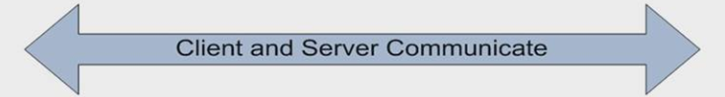 Client and Server Communicate